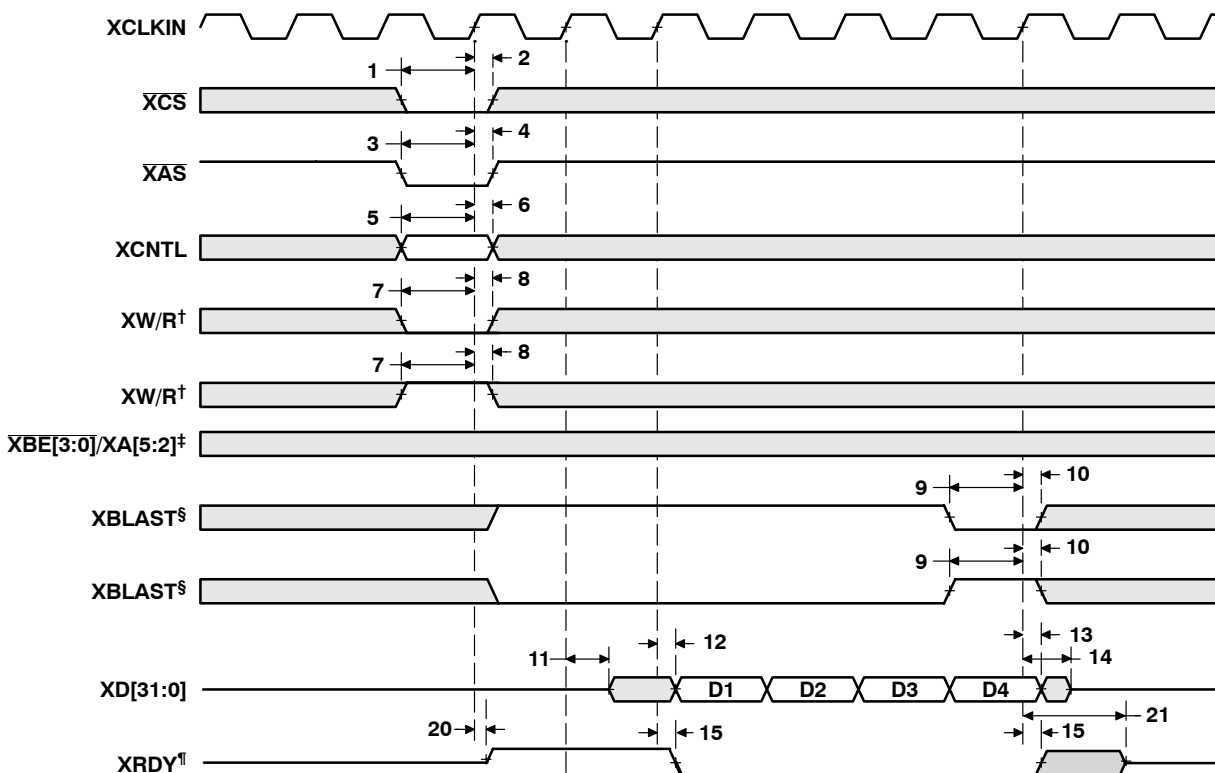 XCLKIN
1
2
XCS
3
4
XAS
5
6
XCNTL
7
8
XW/R†
7
8
XW/R†
XBE[3:0]/XA[5:2]‡
9
10
XBLAST§
9
10
XBLAST§
11
12
13
14
XD[31:0]
D1
D2
D3
D4
20
15
15
21
XRDY¶